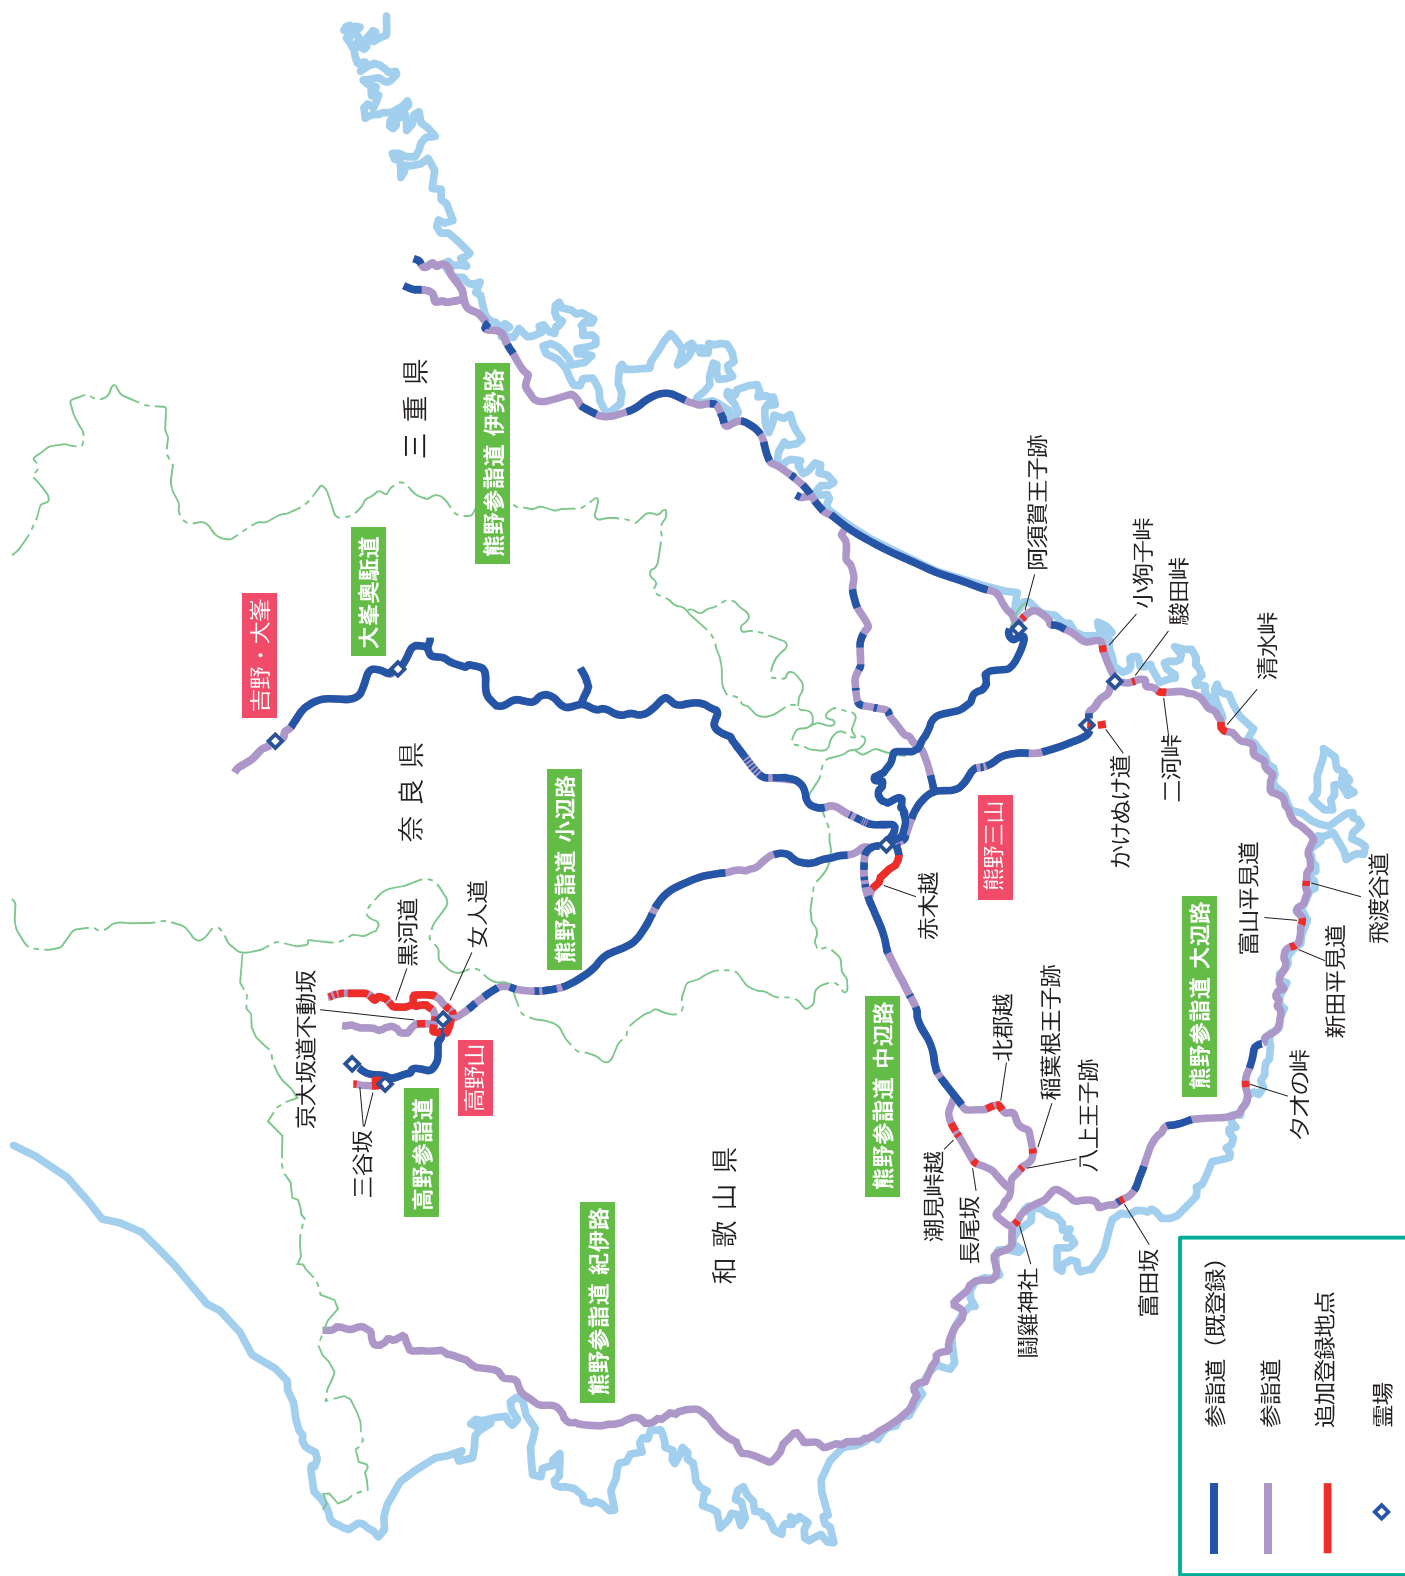 三重県
奈良県
和歌山県
吉野・大峯
大峯奥駈道
熊野参詣道 伊勢路
熊野参詣道 小辺路
熊野三山
高野山
高野参詣道
熊野参詣道 中辺路
熊野参詣道 大辺路
熊野参詣道 紀伊路
京大坂道不動坂
黒河道
女人道
三谷坂
赤木越
阿須賀王子跡
小狗子峠
駿田峠
かけぬけ道
二河峠
清水峠
富山平見道
飛渡谷道
新田平見道
タオの峠
北郡越
稲葉根王子跡
八上王子跡
潮見峠越
長尾坂
鬪雞神社
富田坂
参詣道（既登録）
参詣道
追加登録地点
霊場